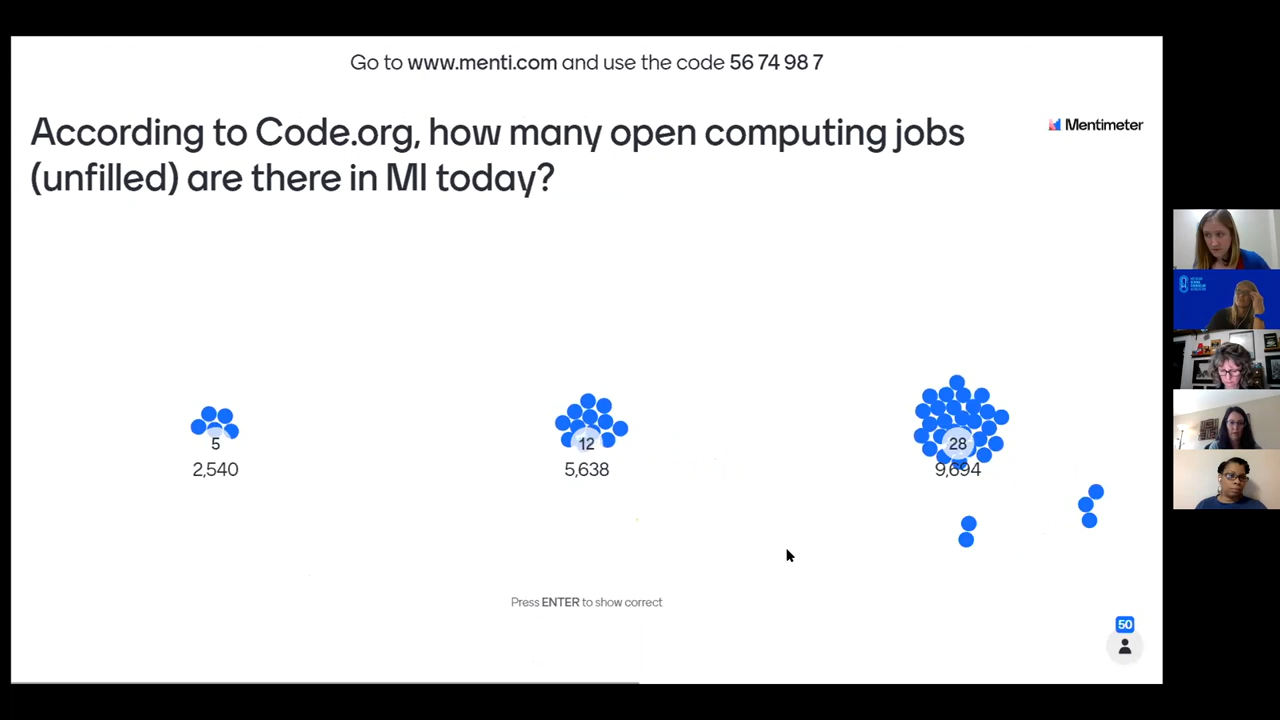 Go to www.menti.com and use the code 56 74 98 7
According to Code.org, how many open computing jobs
(unfilled) are there in MI today?
Mentimeter
5
2,540
12
5,638
28
9,694
Press ENTER to show correct
50